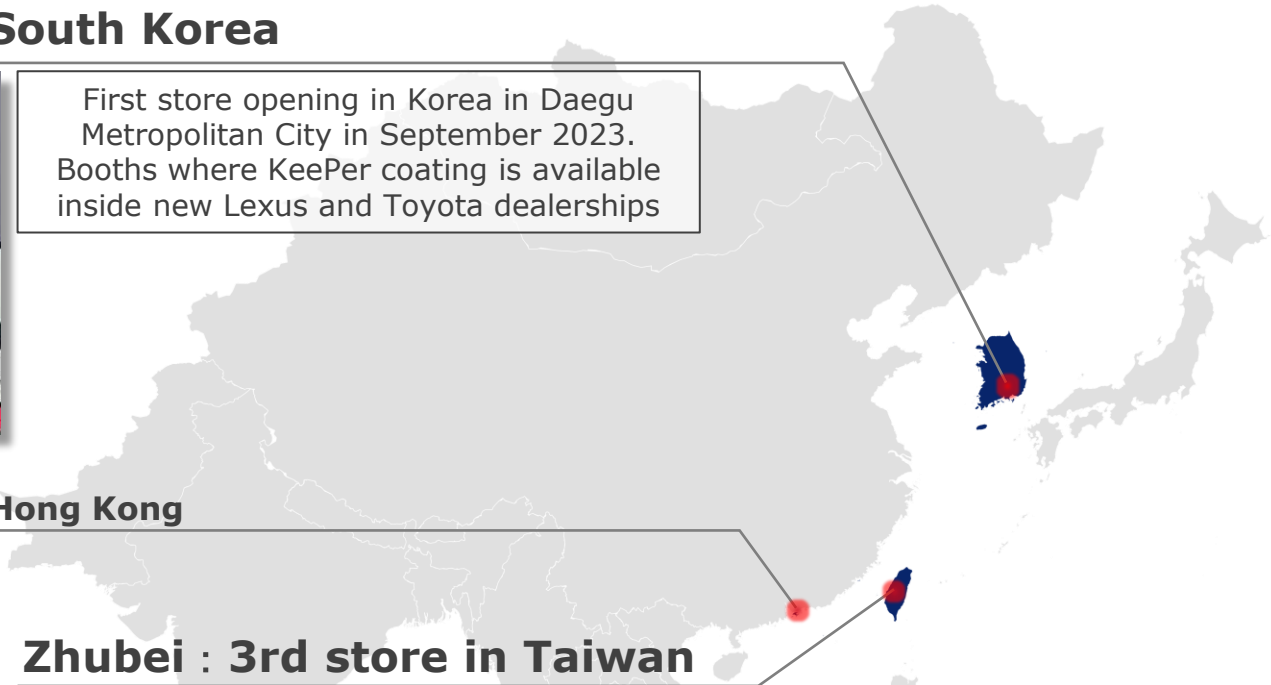 South Korea
First store opening in Korea in Daegu
Metropolitan City in September 2023.
Booths where KeePer coating is available
inside new Lexus and Toyota dealerships
Hong Kong
Zhubei : 3rd store in Taiwan